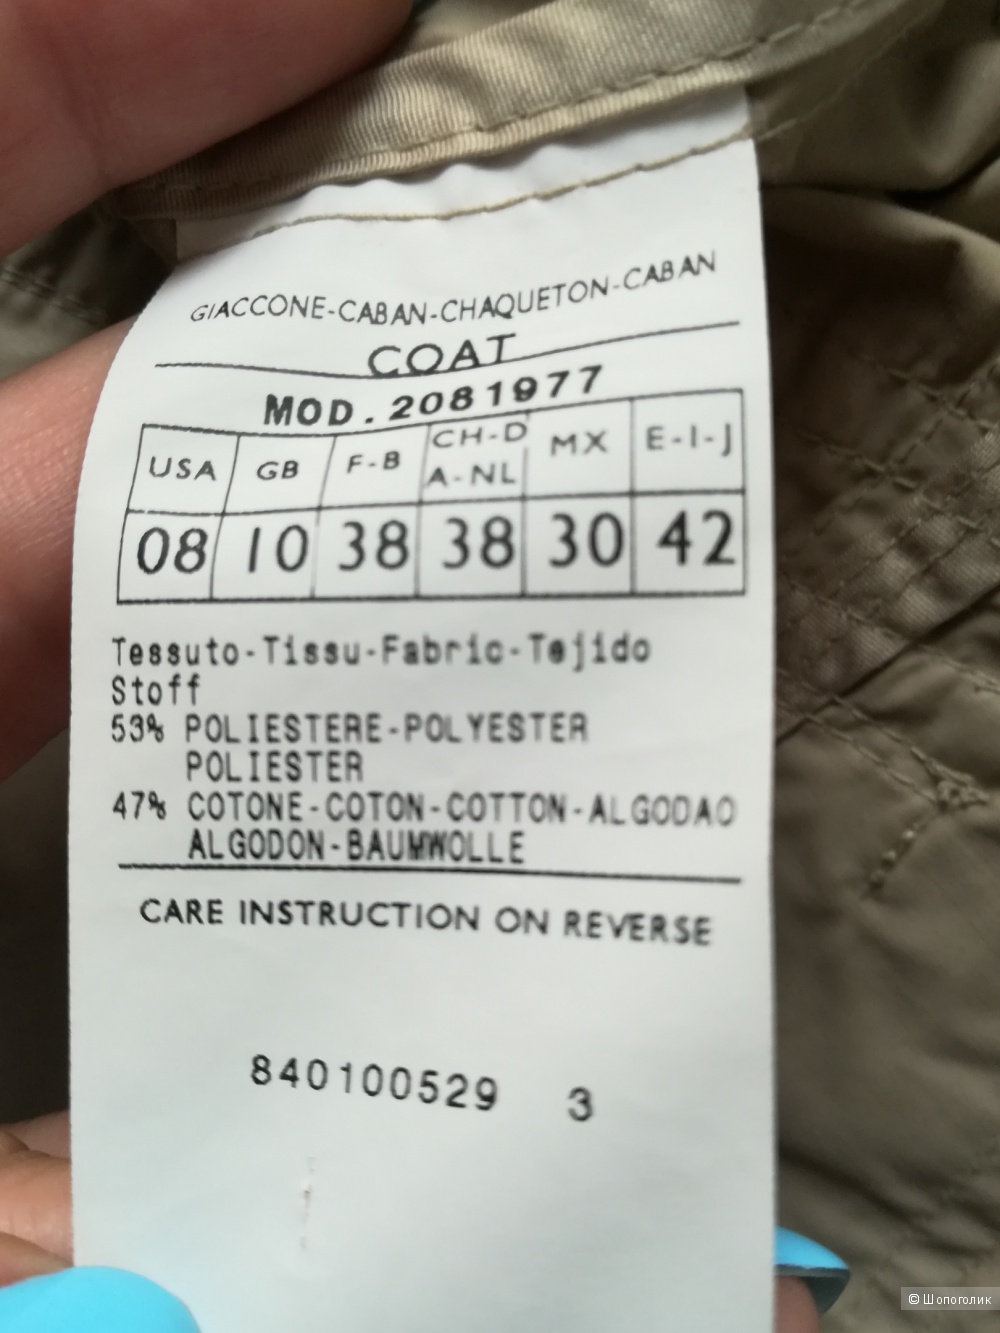 GIACCONE-CABAN-CHAQUETON-CABAN
COAT
MOD. 2081977
USA GB F-B CH-D A-NL MX E-I-J
08 10 38 38 30 42
Tessuto-Tissu-Fabric-Tejido
Stoff
53% POLIESTERE-POLYESTER
POLIESTER
47% COTONE-COTON-COTTON-ALGODAO
ALGODON-BAUMWOLLE
CARE INSTRUCTION ON REVERSE
840100529 3
© Шопоголик